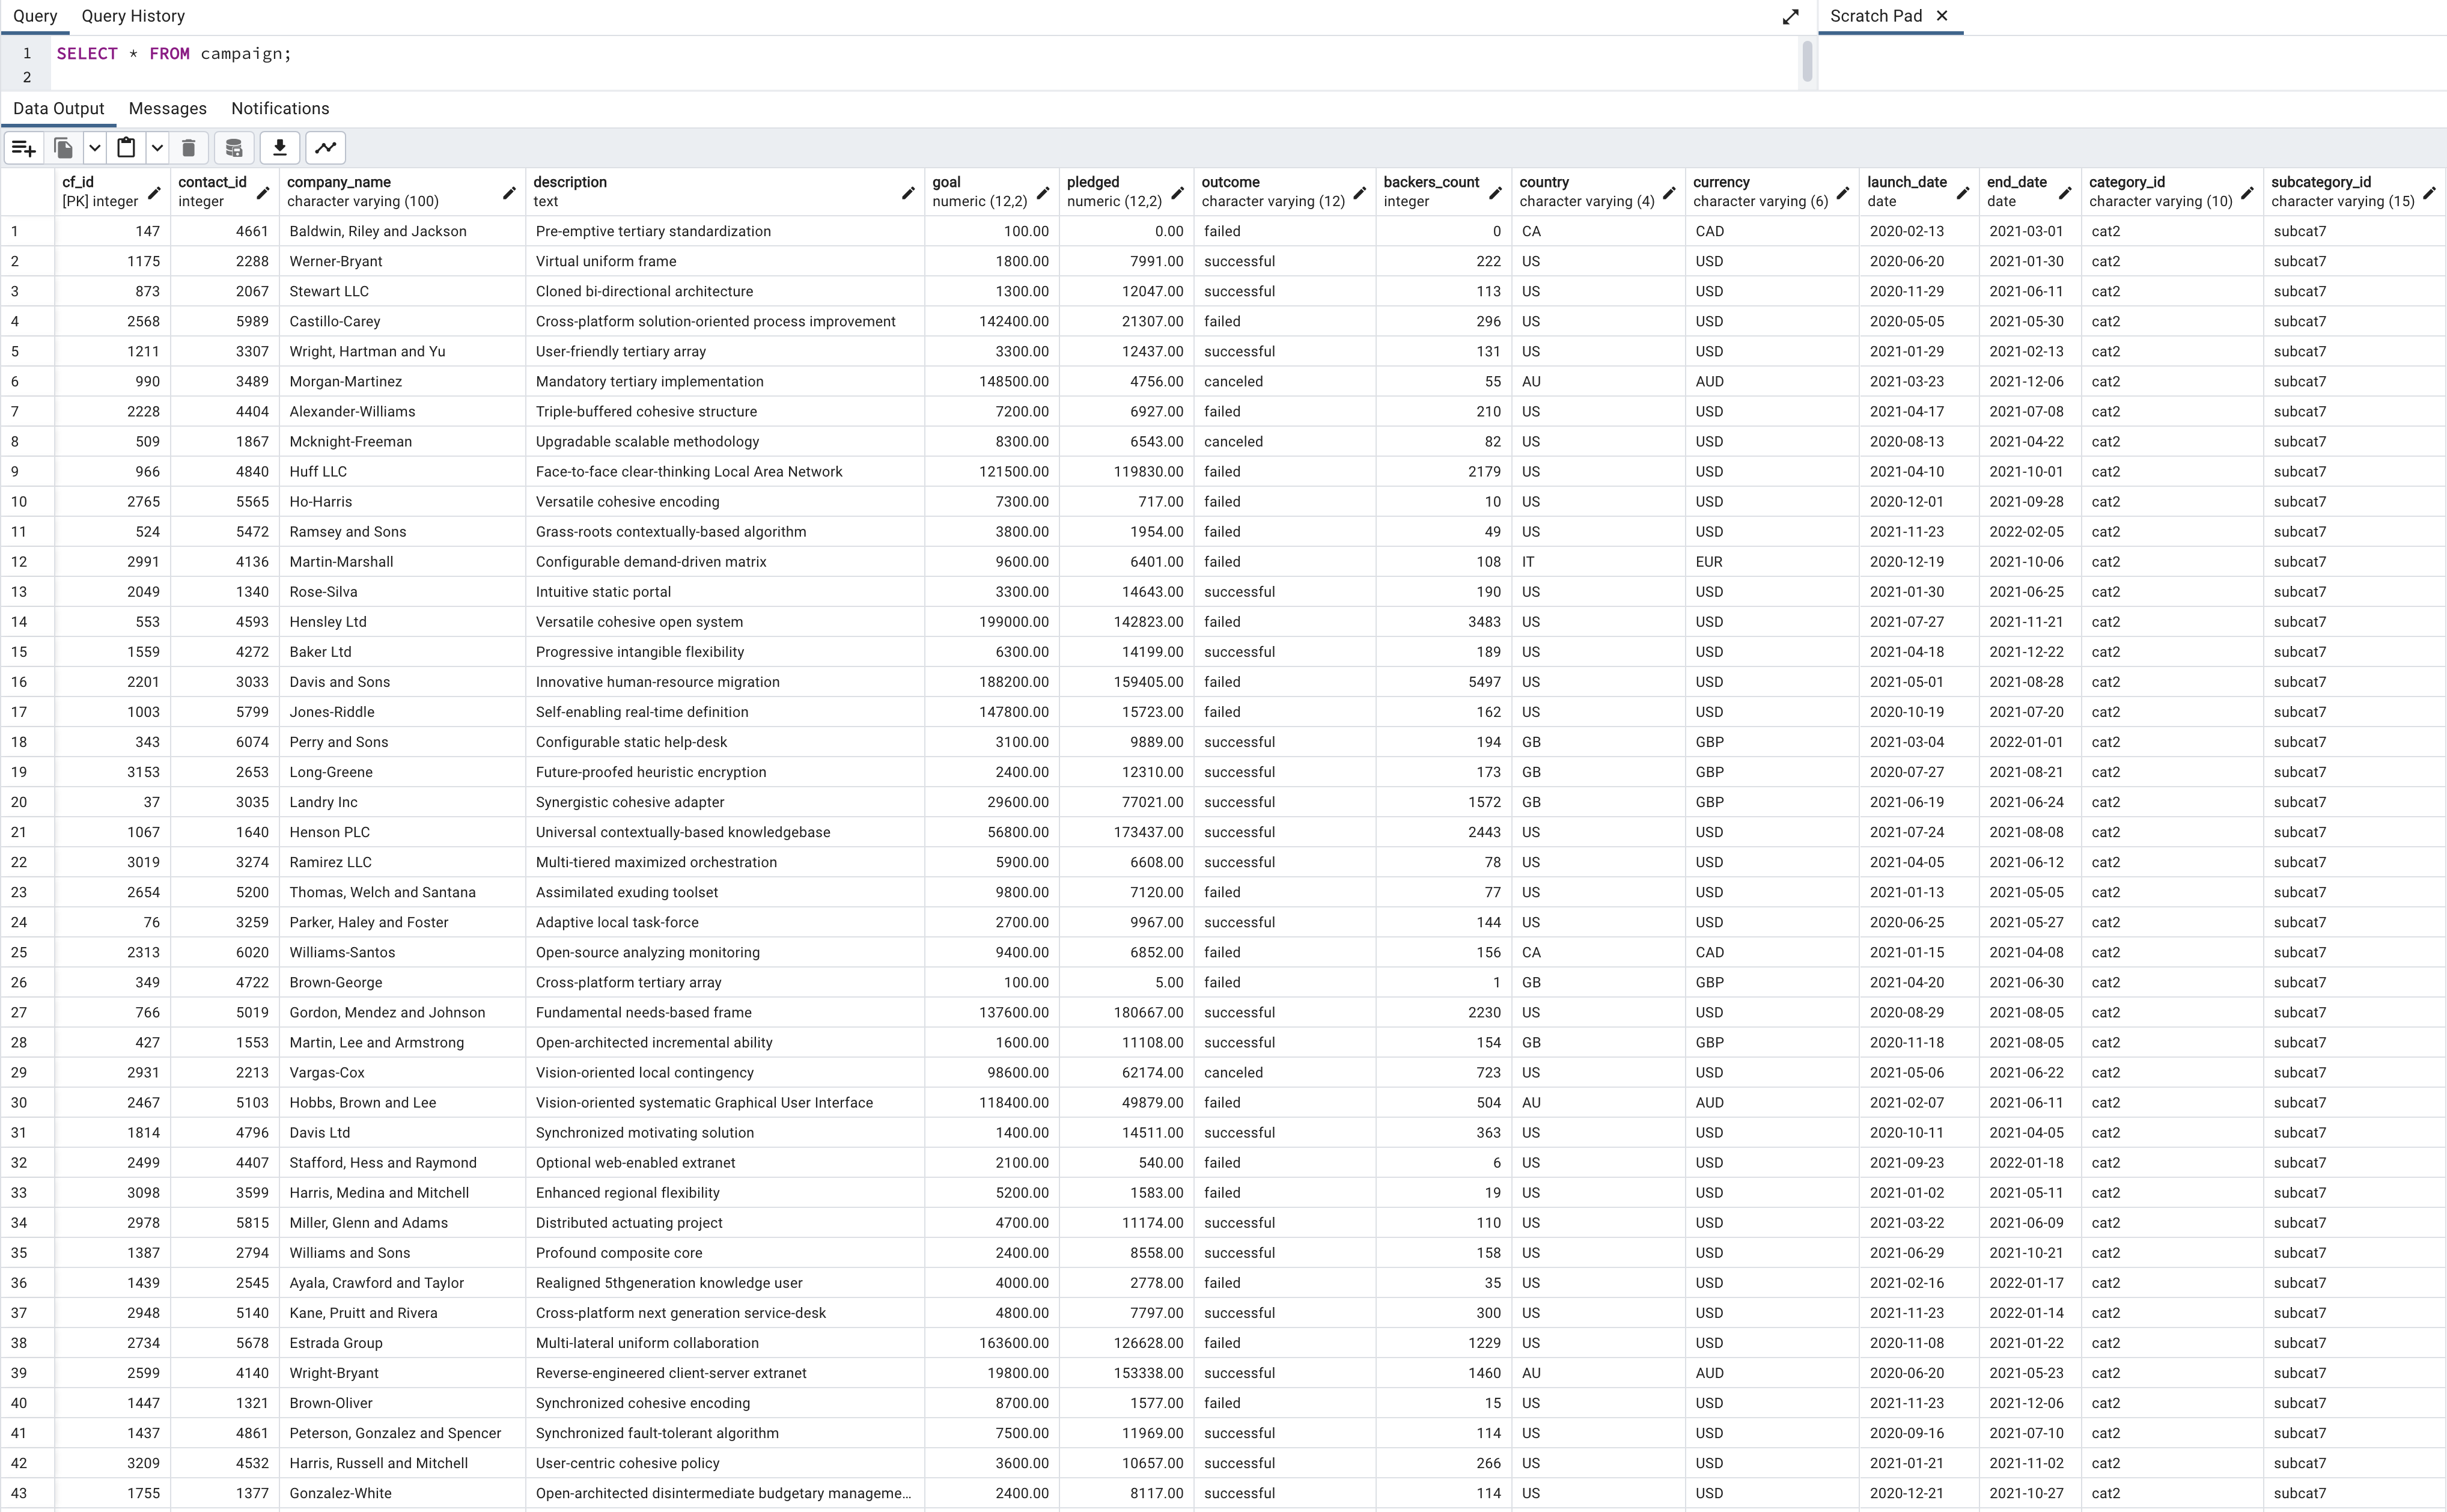 Query Query History Scratch Pad
1 SELECT * FROM campaign;
2
Data Output Messages Notifications
cf_id contact_id company_name description goal pledged outcome backers_count country currency launch_date end_date category_id subcategory_id
[PK] integer integer character varying (100) text numeric (12,2) numeric (12,2) character varying (12) integer character varying (4) character varying (6) date date character varying (10) character varying (15)
1 147 4661 Baldwin, Riley and Jackson Pre-emptive tertiary standardization 100.00 0.00 failed 0 CA CAD 2020-02-13 2021-03-01 cat2 subcat7
2 1175 2288 Werner-Bryant Virtual uniform frame 1800.00 7991.00 successful 222 US USD 2020-06-20 2021-01-30 cat2 subcat7
3 873 2067 Stewart LLC Cloned bi-directional architecture 1300.00 12047.00 successful 113 US USD 2020-11-29 2021-06-11 cat2 subcat7
4 2568 5989 Castillo-Carey Cross-platform solution-oriented process improvement 142400.00 21307.00 failed 296 US USD 2020-05-05 2021-05-30 cat2 subcat7
5 1211 3307 Wright, Hartman and Yu User-friendly tertiary array 3300.00 12437.00 successful 131 US USD 2021-01-29 2021-02-13 cat2 subcat7
6 990 3489 Morgan-Martinez Mandatory tertiary implementation 148500.00 4756.00 canceled 55 AU AUD 2021-03-23 2021-12-06 cat2 subcat7
7 2228 4404 Alexander-Williams Triple-buffered cohesive structure 7200.00 6927.00 failed 210 US USD 2021-04-17 2021-07-08 cat2 subcat7
8 509 1867 Mcknight-Freeman Upgradable scalable methodology 8300.00 6543.00 canceled 82 US USD 2020-08-13 2021-04-22 cat2 subcat7
9 966 4840 Huff LLC Face-to-face clear-thinking Local Area Network 121500.00 119830.00 failed 2179 US USD 2021-04-10 2021-10-01 cat2 subcat7
10 2765 5565 Ho-Harris Versatile cohesive encoding 7300.00 717.00 failed 10 US USD 2020-12-01 2021-09-28 cat2 subcat7
11 524 5472 Ramsey and Sons Grass-roots contextually-based algorithm 3800.00 1954.00 failed 49 US USD 2021-11-23 2022-02-05 cat2 subcat7
12 2991 4136 Martin-Marshall Configurable demand-driven matrix 9600.00 6401.00 failed 108 IT EUR 2020-12-19 2021-10-06 cat2 subcat7
13 2049 1340 Rose-Silva Intuitive static portal 3300.00 14643.00 successful 190 US USD 2021-01-30 2021-06-25 cat2 subcat7
14 553 4593 Hensley Ltd Versatile cohesive open system 199000.00 142823.00 failed 3483 US USD 2021-07-27 2021-11-21 cat2 subcat7
15 1559 4272 Baker Ltd Progressive intangible flexibility 6300.00 14199.00 successful 189 US USD 2021-04-18 2021-12-22 cat2 subcat7
16 2201 3033 Davis and Sons Innovative human-resource migration 188200.00 159405.00 failed 5497 US USD 2021-05-01 2021-08-28 cat2 subcat7
17 1003 5799 Jones-Riddle Self-enabling real-time definition 147800.00 15723.00 failed 162 US USD 2020-10-19 2021-07-20 cat2 subcat7
18 343 6074 Perry and Sons Configurable static help-desk 3100.00 9889.00 successful 194 GB GBP 2021-03-04 2022-01-01 cat2 subcat7
19 3153 2653 Long-Greene Future-proofed heuristic encryption 2400.00 12310.00 successful 173 GB GBP 2020-07-27 2021-08-21 cat2 subcat7
20 37 3035 Landry Inc Synergistic cohesive adapter 29600.00 77021.00 successful 1572 GB GBP 2021-06-19 2021-06-24 cat2 subcat7
21 1067 1640 Henson PLC Universal contextually-based knowledgebase 56800.00 173437.00 successful 2443 US USD 2021-07-24 2021-08-08 cat2 subcat7
22 3019 3274 Ramirez LLC Multi-tiered maximized orchestration 5900.00 6608.00 successful 78 US USD 2021-04-05 2021-06-12 cat2 subcat7
23 2654 5200 Thomas, Welch and Santana Assimilated exuding toolset 9800.00 7120.00 failed 77 US USD 2021-01-13 2021-05-05 cat2 subcat7
24 76 3259 Parker, Haley and Foster Adaptive local task-force 2700.00 9967.00 successful 144 US USD 2020-06-25 2021-05-27 cat2 subcat7
25 2313 6020 Williams-Santos Open-source analyzing monitoring 9400.00 6852.00 failed 156 CA CAD 2021-01-15 2021-04-08 cat2 subcat7
26 349 4722 Brown-George Cross-platform tertiary array 100.00 5.00 failed 1 GB GBP 2021-04-20 2021-06-30 cat2 subcat7
27 766 5019 Gordon, Mendez and Johnson Fundamental needs-based frame 137600.00 180667.00 successful 2230 US USD 2020-08-29 2021-08-05 cat2 subcat7
28 427 1553 Martin, Lee and Armstrong Open-architected incremental ability 1600.00 11108.00 successful 154 GB GBP 2020-11-18 2021-08-05 cat2 subcat7
29 2931 2213 Vargas-Cox Vision-oriented local contingency 98600.00 62174.00 canceled 723 US USD 2021-05-06 2021-06-22 cat2 subcat7
30 2467 5103 Hobbs, Brown and Lee Vision-oriented systematic Graphical User Interface 118400.00 49879.00 failed 504 AU AUD 2021-02-07 2021-06-11 cat2 subcat7
31 1814 4796 Davis Ltd Synchronized motivating solution 1400.00 14511.00 successful 363 US USD 2020-10-11 2021-04-05 cat2 subcat7
32 2499 4407 Stafford, Hess and Raymond Optional web-enabled extranet 2100.00 540.00 failed 6 US USD 2021-09-23 2022-01-18 cat2 subcat7
33 3098 3599 Harris, Medina and Mitchell Enhanced regional flexibility 5200.00 1583.00 failed 19 US USD 2021-01-02 2021-05-11 cat2 subcat7
34 2978 5815 Miller, Glenn and Adams Distributed actuating project 4700.00 11174.00 successful 110 US USD 2021-03-22 2021-06-09 cat2 subcat7
35 1387 2794 Williams and Sons Profound composite core 2400.00 8558.00 successful 158 US USD 2021-06-29 2021-10-21 cat2 subcat7
36 1439 2545 Ayala, Crawford and Taylor Realigned 5thgeneration knowledge user 4000.00 2778.00 failed 35 US USD 2021-02-16 2022-01-17 cat2 subcat7
37 2948 5140 Kane, Pruitt and Rivera Cross-platform next generation service-desk 4800.00 7797.00 successful 300 US USD 2021-11-23 2022-01-14 cat2 subcat7
38 2734 5678 Estrada Group Multi-lateral uniform collaboration 163600.00 126628.00 failed 1229 US USD 2020-11-08 2021-01-22 cat2 subcat7
39 2599 4140 Wright-Bryant Reverse-engineered client-server extranet 19800.00 153338.00 successful 1460 AU AUD 2020-06-20 2021-05-23 cat2 subcat7
40 1447 1321 Brown-Oliver Synchronized cohesive encoding 8700.00 1577.00 failed 15 US USD 2021-11-23 2021-12-06 cat2 subcat7
41 1437 4861 Peterson, Gonzalez and Spencer Synchronized fault-tolerant algorithm 7500.00 11969.00 successful 114 US USD 2020-09-16 2021-07-10 cat2 subcat7
42 3209 4532 Harris, Russell and Mitchell User-centric cohesive policy 3600.00 10657.00 successful 266 US USD 2021-01-21 2021-11-02 cat2 subcat7
43 1755 1377 Gonzalez-White Open-architected disintermediate budgetary manageme... 2400.00 8117.00 successful 114 US USD 2020-12-21 2021-10-27 cat2 subcat7